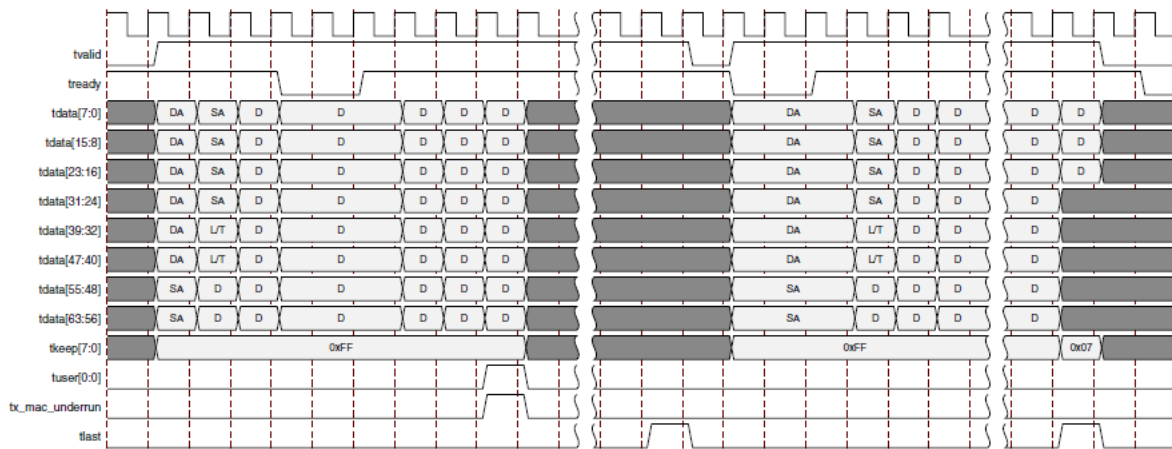 tvalid
tready
tdata[7:0] DA SA D D D D D DA SA D D D D
tdata[15:8] DA SA D D D D D DA SA D D D D
tdata[23:16] DA SA D D D D D DA SA D D D D
tdata[31:24] DA SA D D D D D DA SA D D D
tdata[39:32] DA L/T D D D D D DA L/T D D D
tdata[47:40] DA L/T D D D D D DA L/T D D D
tdata[55:48] SA D D D D D D SA D D D D
tdata[63:56] SA D D D D D D SA D D D D
tkeep[7:0] 0xFF 0xFF 0x07
tuser[0:0]
tx_mac_underrun
tlast